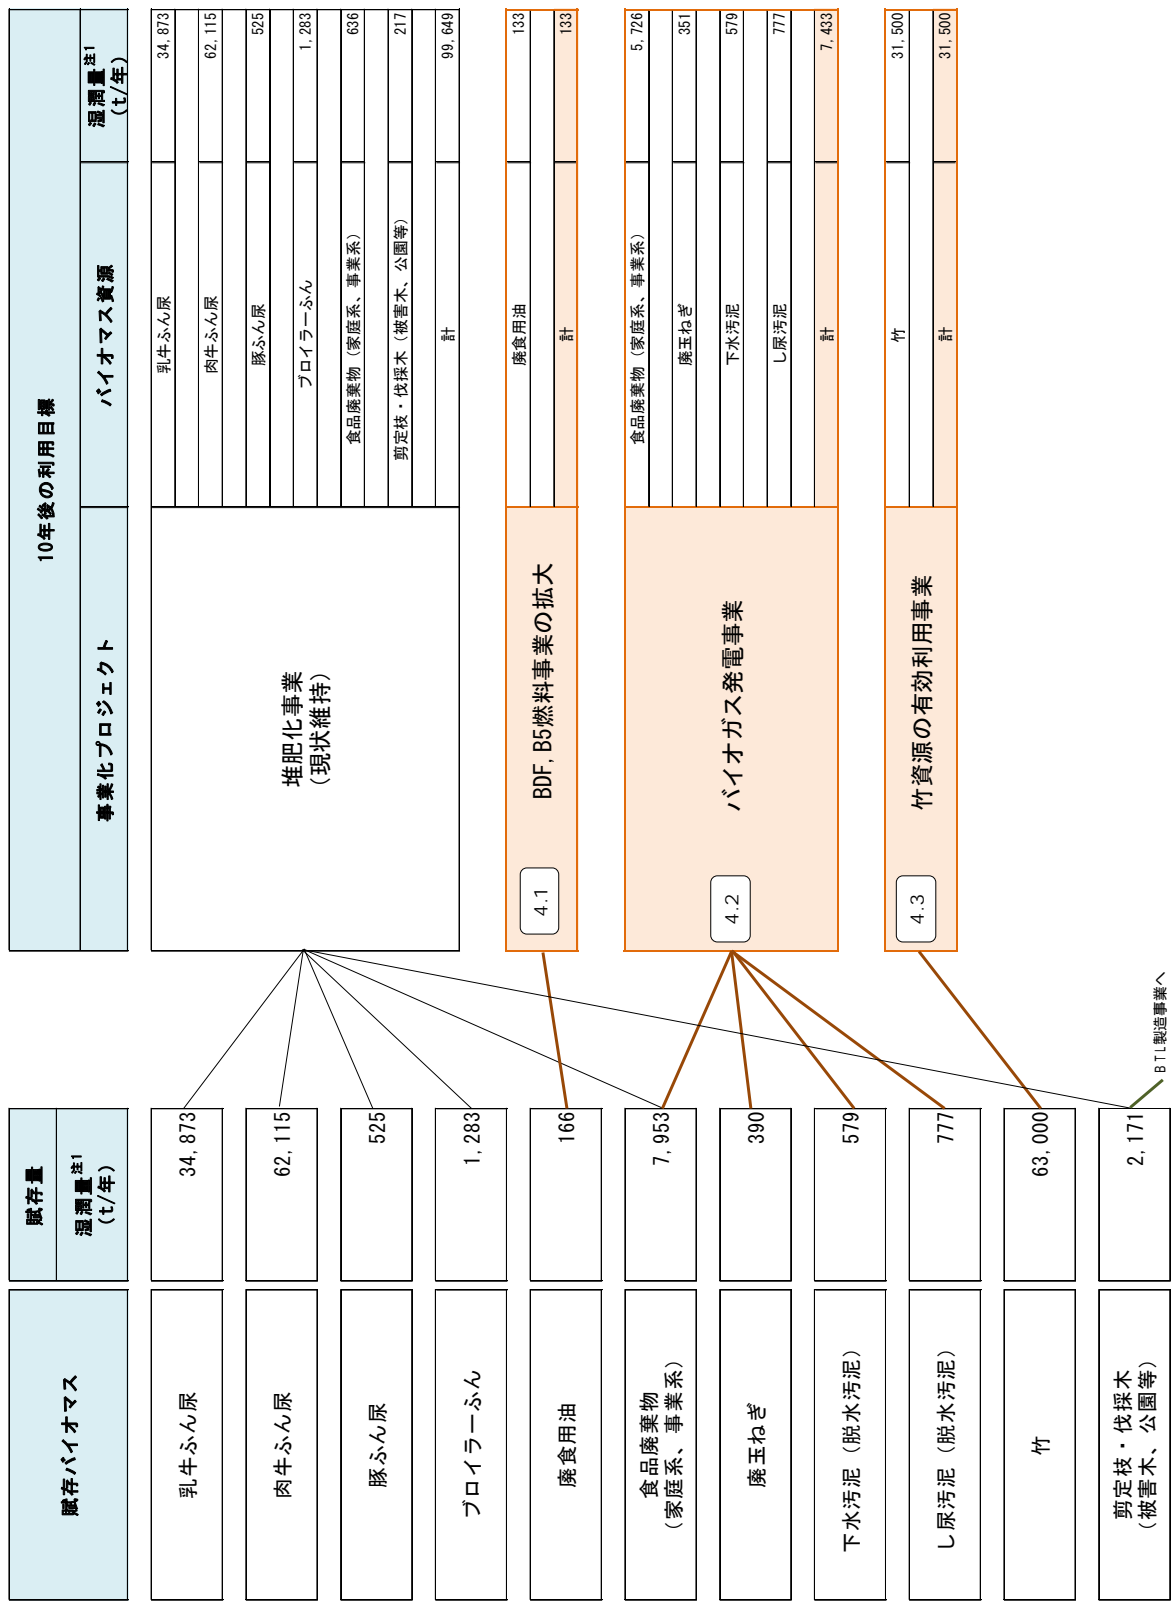 賦存バイオマス
賦存量
湿潤量注1
(t/年)
10年後の利用目標
事業化プロジェクト
バイオマス資源
湿潤量注1
(t/年)
乳牛ふん尿
34,873
肉牛ふん尿
62,115
豚ふん尿
525
ブロイラーふん
1,283
廃食用油
166
食品廃棄物
（家庭系、事業系）
7,953
廃玉ねぎ
390
下水汚泥（脱水汚泥）
579
し尿汚泥（脱水汚泥）
777
竹
63,000
剪定枝・伐採木
（被害木、公園等）
2,171
BTL製造事業へ
堆肥化事業
（現状維持）
乳牛ふん尿 34,873
肉牛ふん尿 62,115
豚ふん尿 525
ブロイラーふん 1,283
食品廃棄物（家庭系、事業系） 636
剪定枝・伐採木（被害木、公園等） 217
計 99,649
4.1
BDF,B5燃料事業の拡大
廃食用油 133
計 133
4.2
バイオガス発電事業
食品廃棄物（家庭系、事業系） 5,726
廃玉ねぎ 351
下水汚泥 579
し尿汚泥 777
計 7,433
4.3
竹資源の有効利用事業
竹 31,500
計 31,500